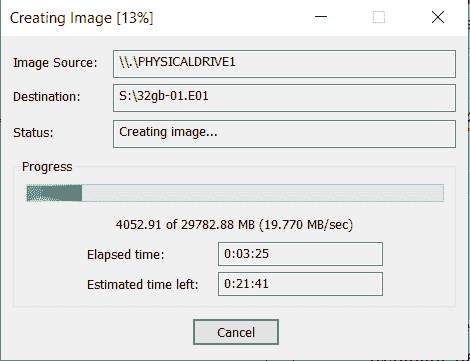 Creating Image [13%]
Image Source: \\.\PHYSICALDRIVE1
Destination: S:\32gb-01.E01
Status: Creating image...
Progress
4052.91 of 29782.88 MB (19.770 MB/sec)
Elapsed time: 0:03:25
Estimated time left: 0:21:41
Cancel